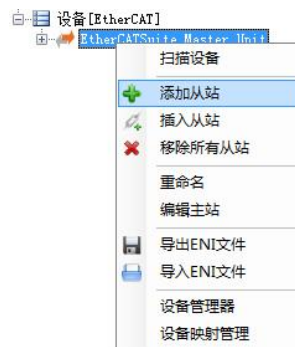 设备[EtherCAT]
EtherCATSuite Master Unit
扫描设备
添加从站
插入从站
移除所有从站
重命名
编辑主站
导出ENI文件
导入ENI文件
设备管理器
设备映射管理